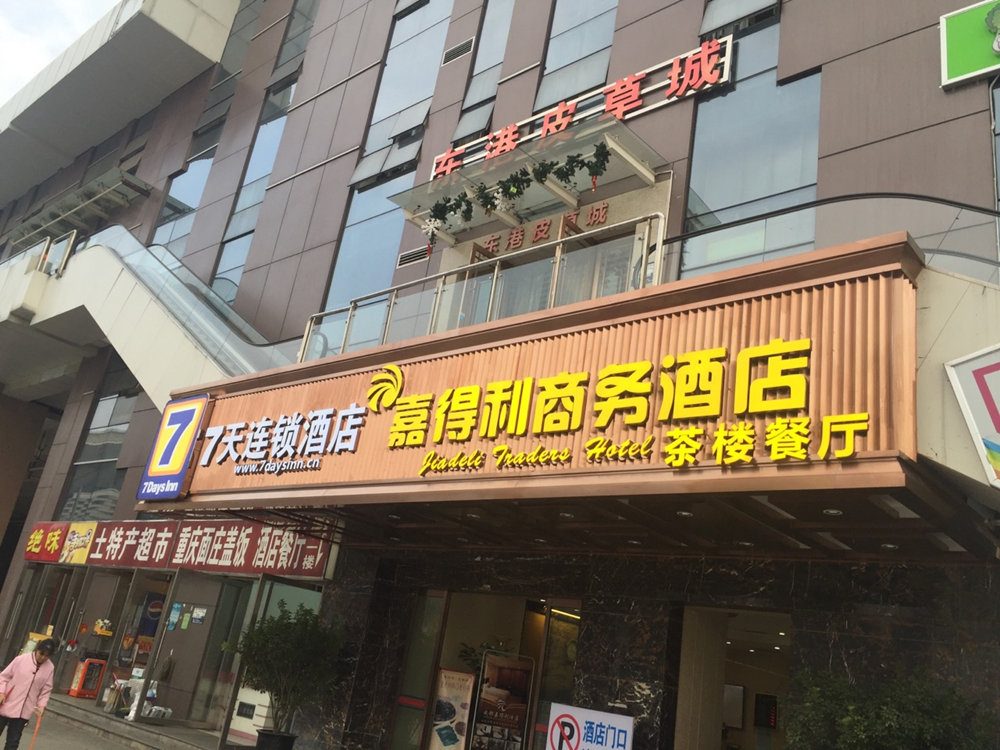 东港皮草城
东港皮草城
7
7Days Inn
7天连锁酒店
www.7daysinn.cn
嘉得利商务酒店
Jiadeli Traders Hotel 茶楼餐厅
绝味
土特产超市
重庆面庄盖饭
酒店餐厅一楼
P
酒店门口